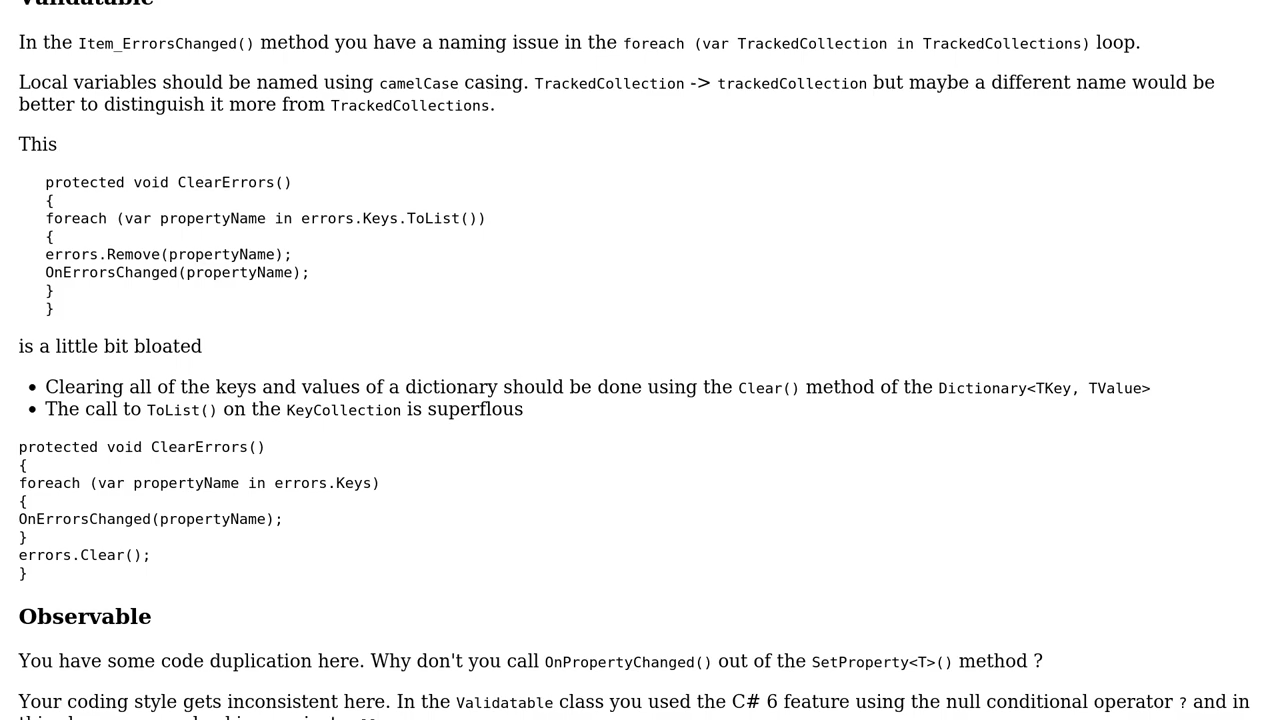 Validatable
In the Item_ErrorsChanged() method you have a naming issue in the foreach (var TrackedCollection in TrackedCollections) loop.
Local variables should be named using camelCase casing. TrackedCollection -> trackedCollection but maybe a different name would be
better to distinguish it more from TrackedCollections.
This
protected void ClearErrors()
{
foreach (var propertyName in errors.Keys.ToList())
{
errors.Remove(propertyName);
OnErrorsChanged(propertyName);
}
}
is a little bit bloated
• Clearing all of the keys and values of a dictionary should be done using the Clear() method of the Dictionary<TKey, TValue>
• The call to ToList() on the KeyCollection is superflous
protected void ClearErrors()
{
foreach (var propertyName in errors.Keys)
{
OnErrorsChanged(propertyName);
}
errors.Clear();
}
Observable
You have some code duplication here. Why don't you call OnPropertyChanged() out of the SetProperty<T>() method ?
Your coding style gets inconsistent here. In the Validatable class you used the C# 6 feature using the null conditional operator ? and in